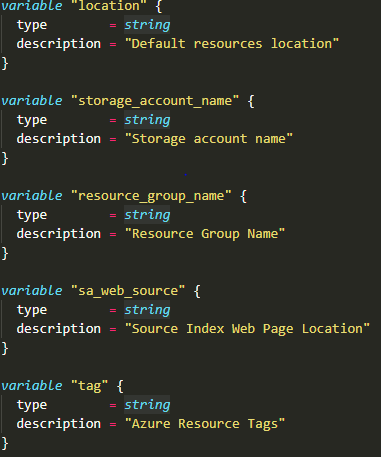 variable "location" {
  type        = string
  description = "Default resources location"
}
variable "storage_account_name" {
  type        = string
  description = "Storage account name"
}
variable "resource_group_name" {
  type        = string
  description = "Resource Group Name"
}
variable "sa_web_source" {
  type        = string
  description = "Source Index Web Page Location"
}
variable "tag" {
  type        = string
  description = "Azure Resource Tags"
}